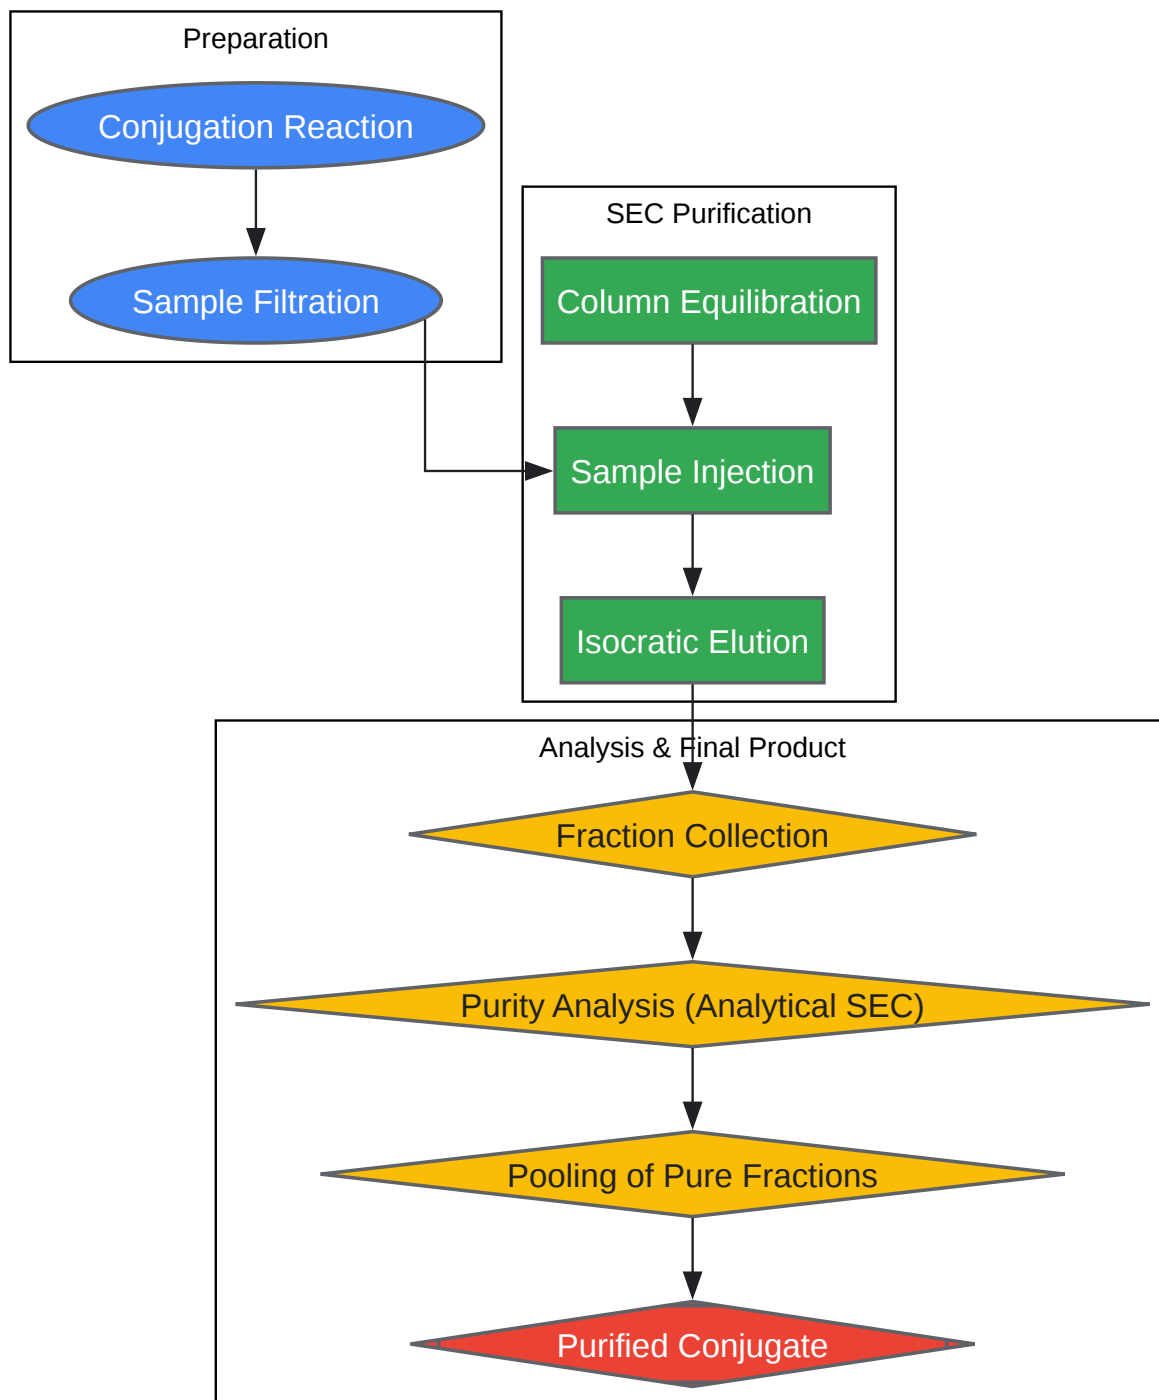 Preparation
Conjugation Reaction
Sample Filtration
SEC Purification
Column Equilibration
Sample Injection
Isocratic Elution
Analysis & Final Product
Fraction Collection
Purity Analysis (Analytical SEC)
Pooling of Pure Fractions
Purified Conjugate